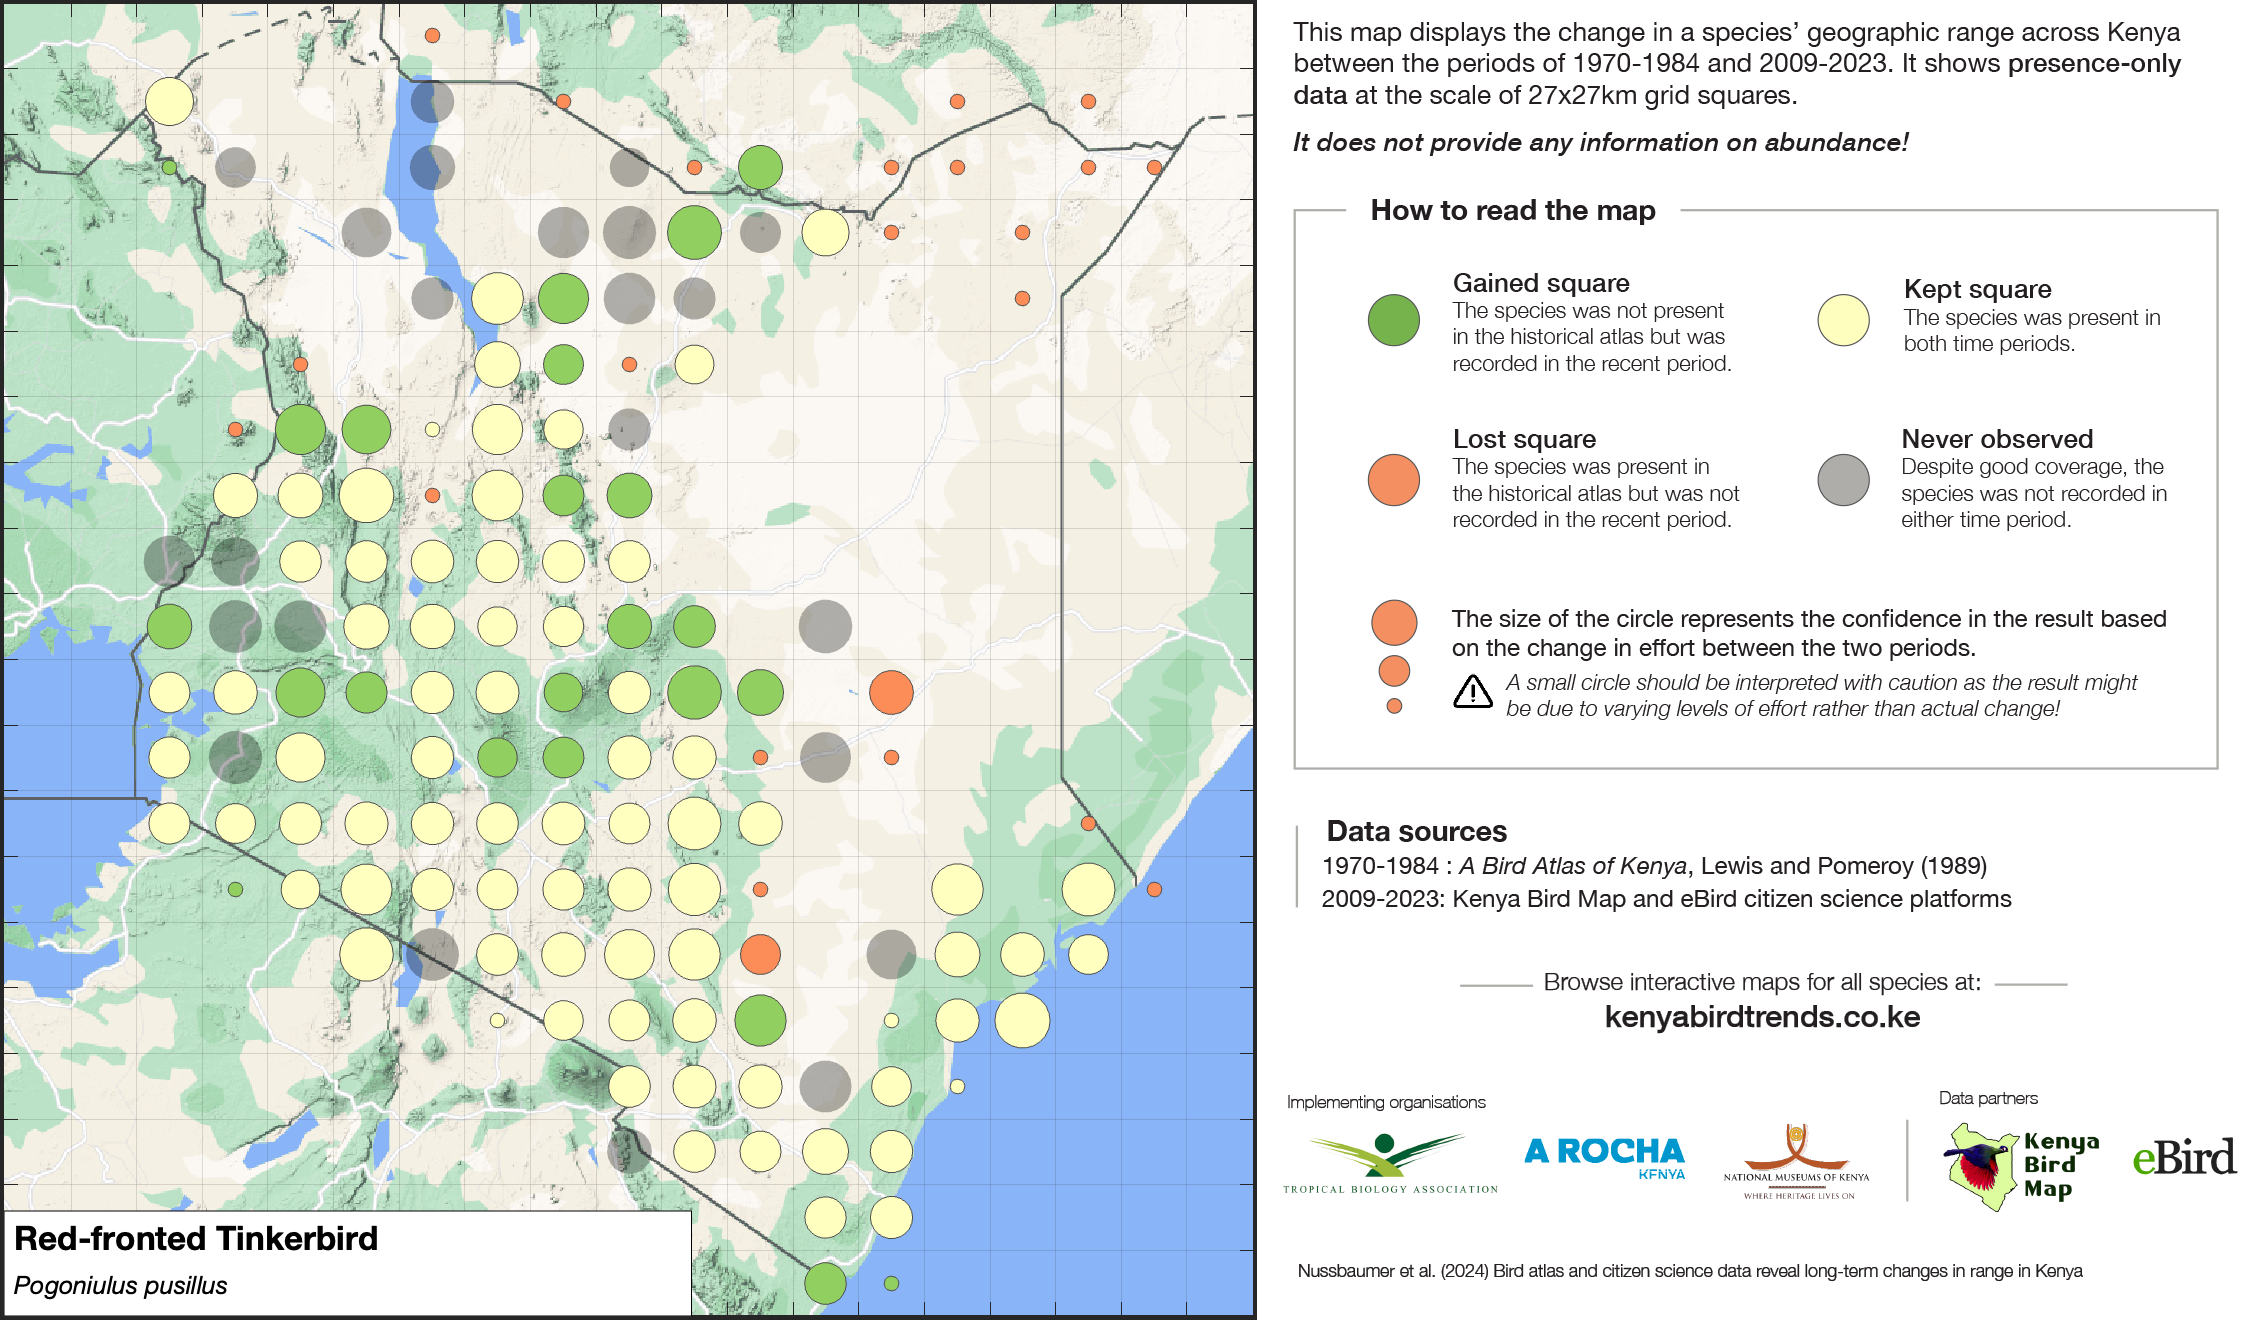 This map displays the change in a species’ geographic range across Kenya
between the periods of 1970-1984 and 2009-2023. It shows presence-only
data at the scale of 27x27km grid squares.
It does not provide any information on abundance!
How to read the map
Gained square
The species was not present
in the historical atlas but was
recorded in the recent period.
Kept square
The species was present in
both time periods.
Lost square
The species was present in
the historical atlas but was not
recorded in the recent period.
Never observed
Despite good coverage, the
species was not recorded in
either time period.
The size of the circle represents the confidence in the result based
on the change in effort between the two periods.
A small circle should be interpreted with caution as the result might
be due to varying levels of effort rather than actual change!
Data sources
1970-1984 : A Bird Atlas of Kenya, Lewis and Pomeroy (1989)
2009-2023: Kenya Bird Map and eBird citizen science platforms
Browse interactive maps for all species at:
kenyabirdtrends.co.ke
Implementing organisations
Data partners
TROPICAL BIOLOGY ASSOCIATION
A ROCHA
KENYA
NATIONAL MUSEUMS OF KENYA
WHERE HERITAGE LIVES ON
Kenya
Bird
Map
eBird
Red-fronted Tinkerbird
Pogoniulus pusillus
Nussbaumer et al. (2024) Bird atlas and citizen science data reveal long-term changes in range in Kenya